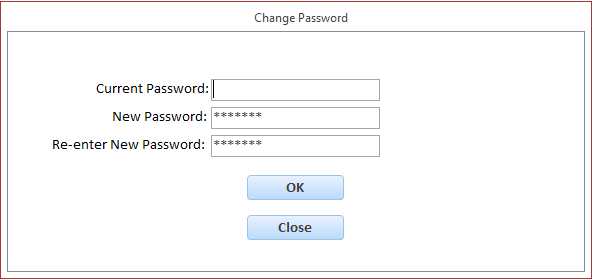 Change Password
Current Password:
New Password: *******
Re-enter New Password: *******
OK
Close